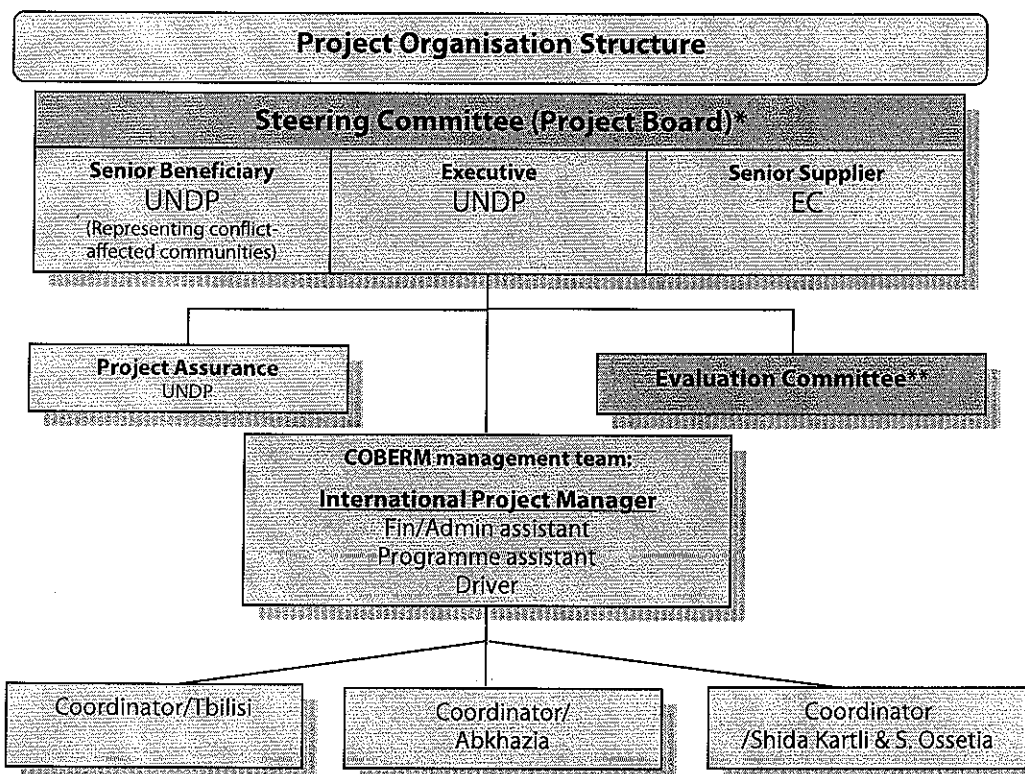 Project Organisation Structure
Steering Committee (Project Board)*
Senior Beneficiary
UNDP
(Representing conflict-
affected communities)
Executive
UNDP
Senior Supplier
EC
Project Assurance
UNDP
Evaluation Committee**
COBERM management team:
International Project Manager
Fin/Admin assistant
Programme assistant
Driver
Coordinator/Tbilisi
Coordinator/
Abkhazia
Coordinator
/Shida Kartli & S. Ossetia